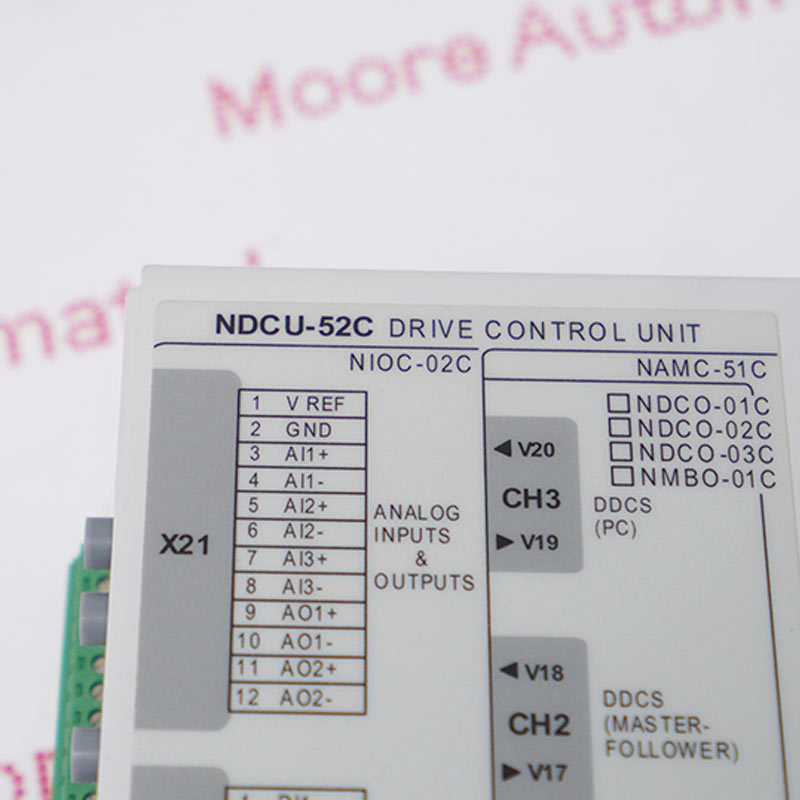 Moore Autom
mat
NDCU-52C DRIVE CONTROL UNIT
NIOC-02C
X21
1 V REF
2 GND
3 AI1+
4 AI1-
5 AI2+
6 AI2-
7 AI3+
8 AI3-
9 AO1+
10 AO1-
11 AO2+
12 AO2-
ANALOG
INPUTS
&
OUTPUTS
NAMC-51C
NDCO-01C
NDCO-02C
NDCO-03C
NMBO-01C
◀ V20
CH3
▶ V19
DDCS
(PC)
◀ V18
CH2
▶ V17
DDCS
(MASTER-
FOLLOWER)